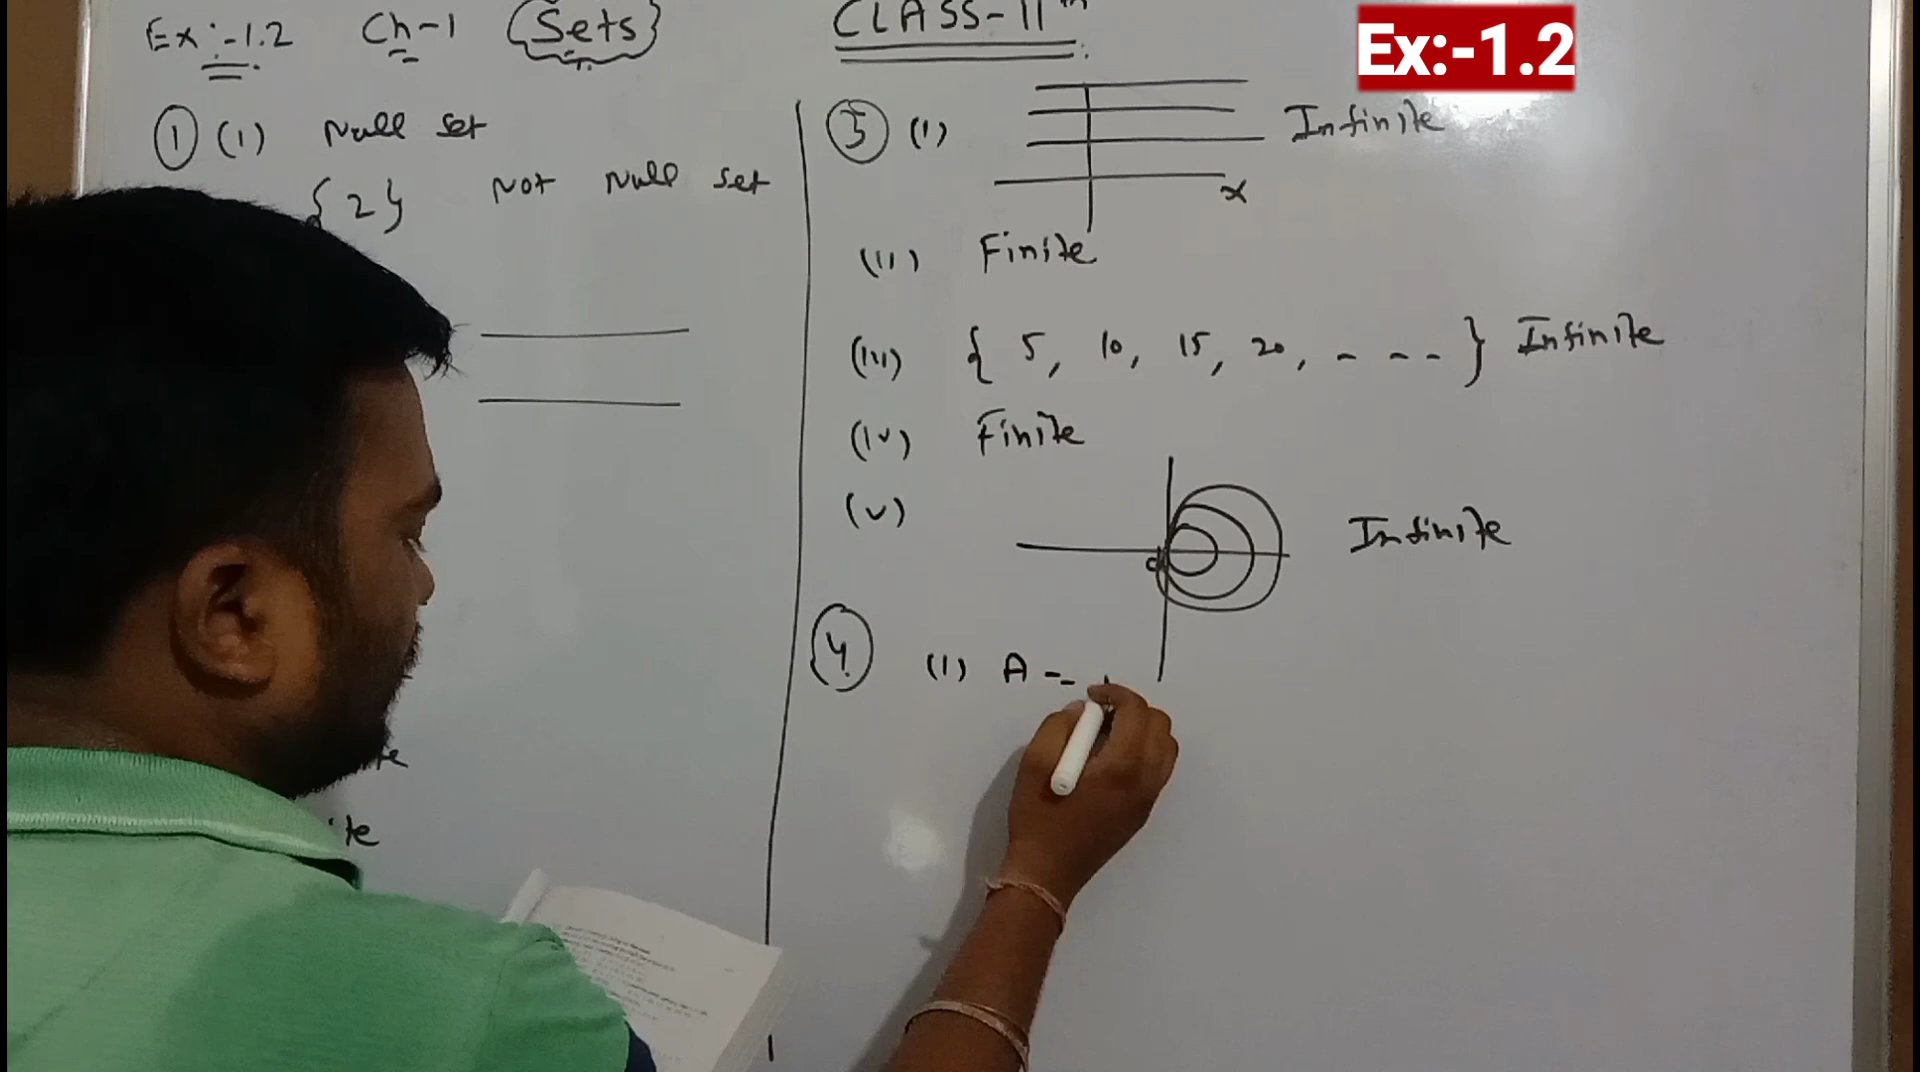 Ex:-1.2 Ch-1 (Sets)
CLASS-11th
Ex:-1.2
① (i) Null set
{2} Not Null set
③ (i) Infinite
x
(ii) Finite
(iii) { 5, 10, 15, 20, - - - } Infinite
(iv) Finite
(v) Infinite
④ (i) A =